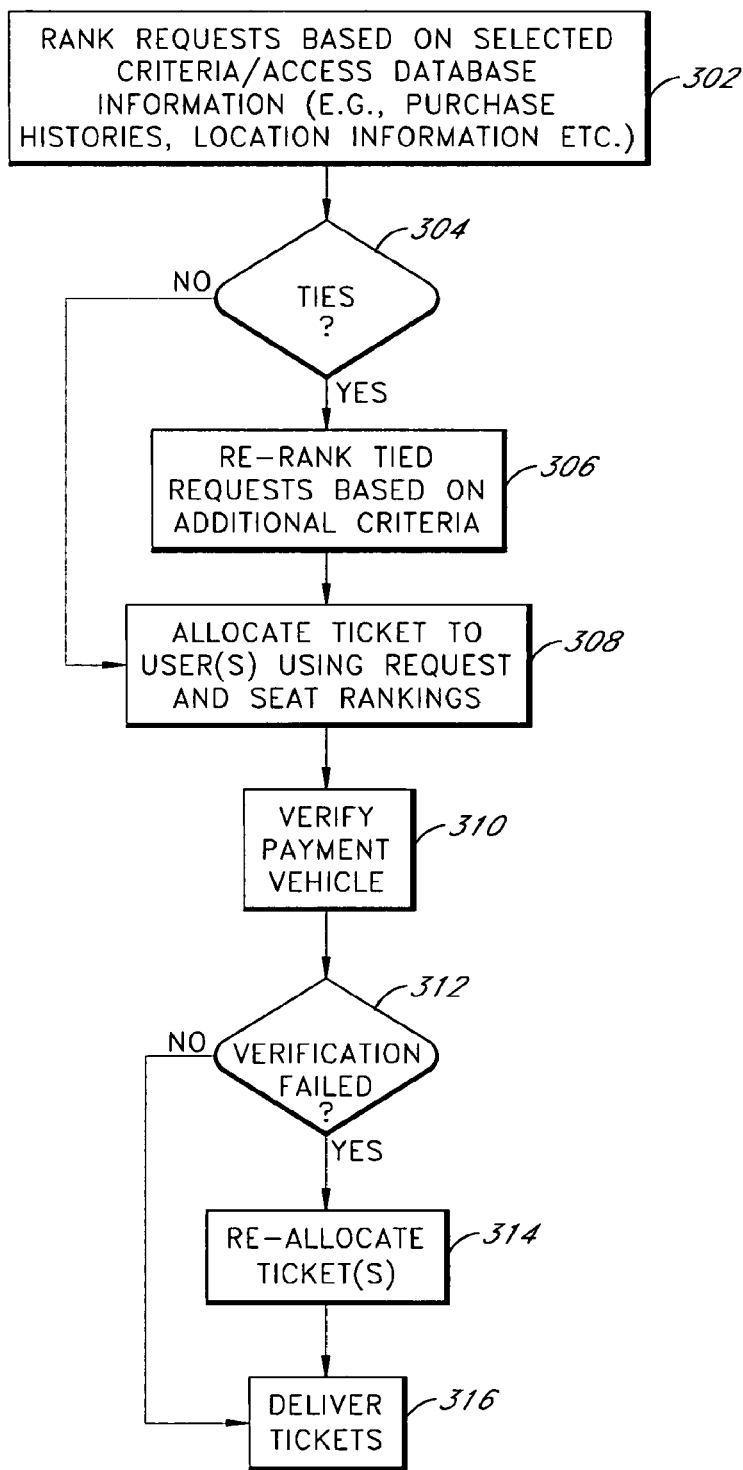 RANK REQUESTS BASED ON SELECTED
CRITERIA/ACCESS DATABASE
INFORMATION (E.G., PURCHASE
HISTORIES, LOCATION INFORMATION ETC.)
302
304
NO
TIES
?
YES
RE-RANK TIED
REQUESTS BASED ON
ADDITIONAL CRITERIA
306
ALLOCATE TICKET TO
USER(S) USING REQUEST
AND SEAT RANKINGS
308
VERIFY
PAYMENT
VEHICLE
310
312
NO
VERIFICATION
FAILED
?
YES
RE-ALLOCATE
TICKET(S)
314
DELIVER
TICKETS
316